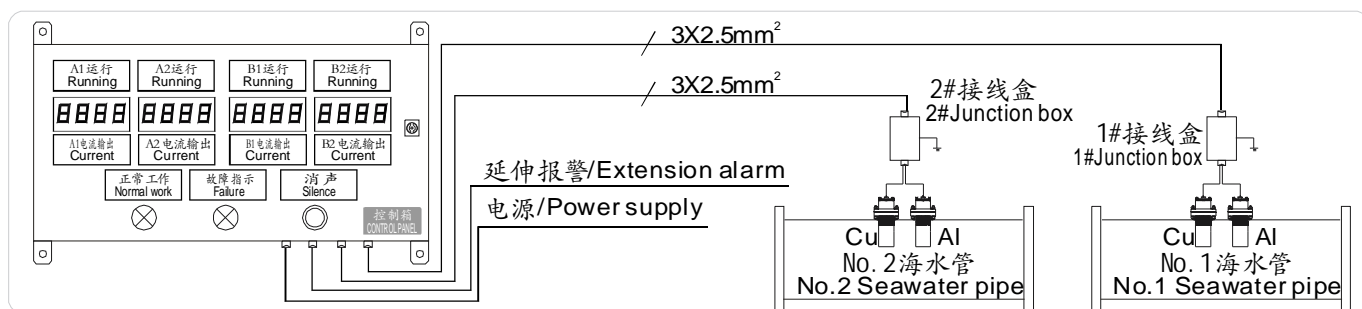 A1运行
Running
A2运行
Running
B1运行
Running
B2运行
Running
8888
8888
8888
8888
A1电流输出
Current
A2电流输出
Current
B1电流输出
Current
B2电流输出
Current
正常工作
Normal work
故障指示
Failure
消声
Silence
控制箱
CONTROL PANEL
3X2.5mm²
3X2.5mm²
延伸报警/Extension alarm
电源/Power supply
2#接线盒
2#Junction box
1#接线盒
1#Junction box
Cu Al
No.2海水管
No.2 Seawater pipe
Cu Al
No.1海水管
No.1 Seawater pipe